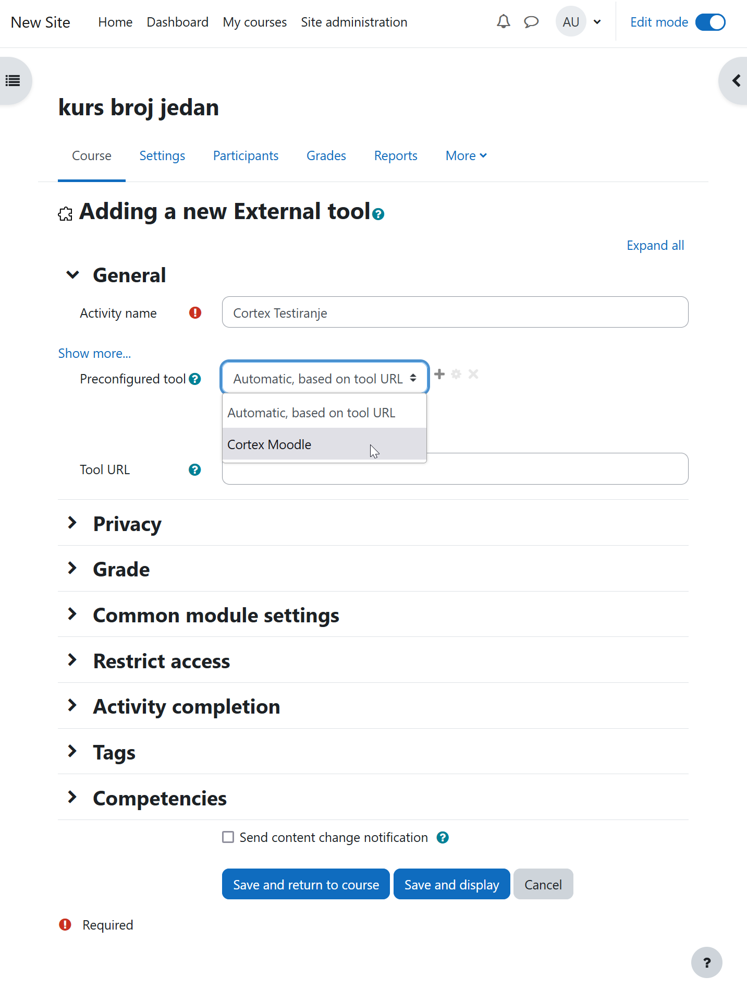 New Site
Home Dashboard My courses Site administration AU Edit mode
kurs broj jedan
Course Settings Participants Grades Reports More
Adding a new External tool
Expand all
General
Activity name Cortex Testiranje
Show more...
Preconfigured tool Automatic, based on tool URL
Automatic, based on tool URL
Cortex Moodle
Tool URL
Privacy
Grade
Common module settings
Restrict access
Activity completion
Tags
Competencies
Send content change notification
Save and return to course Save and display Cancel
Required
?